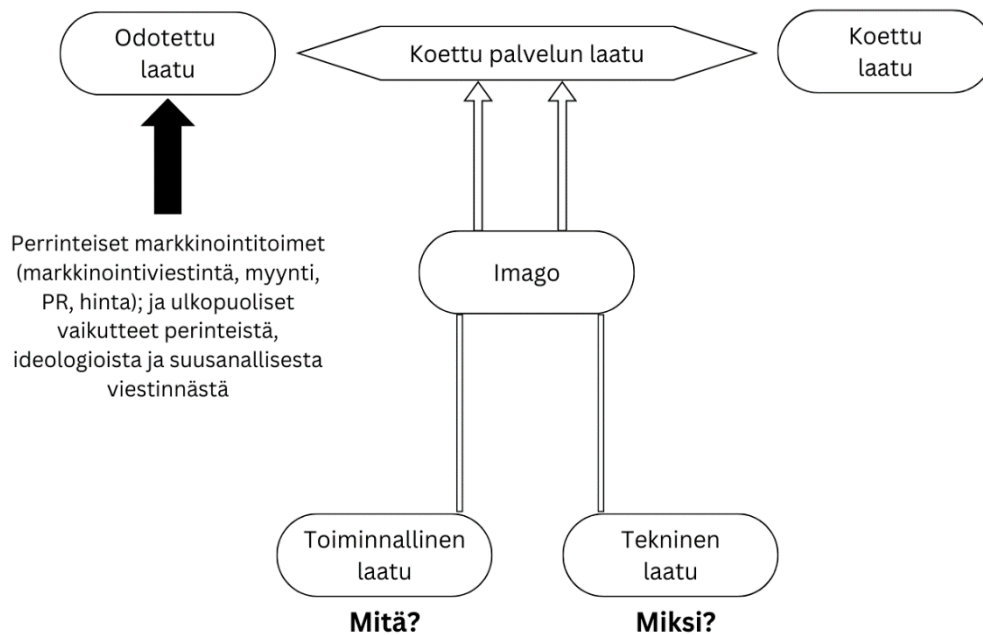 Odotettu
laatu
Koettu palvelun laatu
Koettu
laatu
Perrinteiset markkinointitoimet
(markkinointiviestintä, myynti,
PR, hinta); ja ulkopuoliset
vaikutteet perinteistä,
ideologioista ja suusanallisesta
viestinnästä
Imago
Toiminnallinen
laatu
Tekninen
laatu
Mitä?
Miksi?